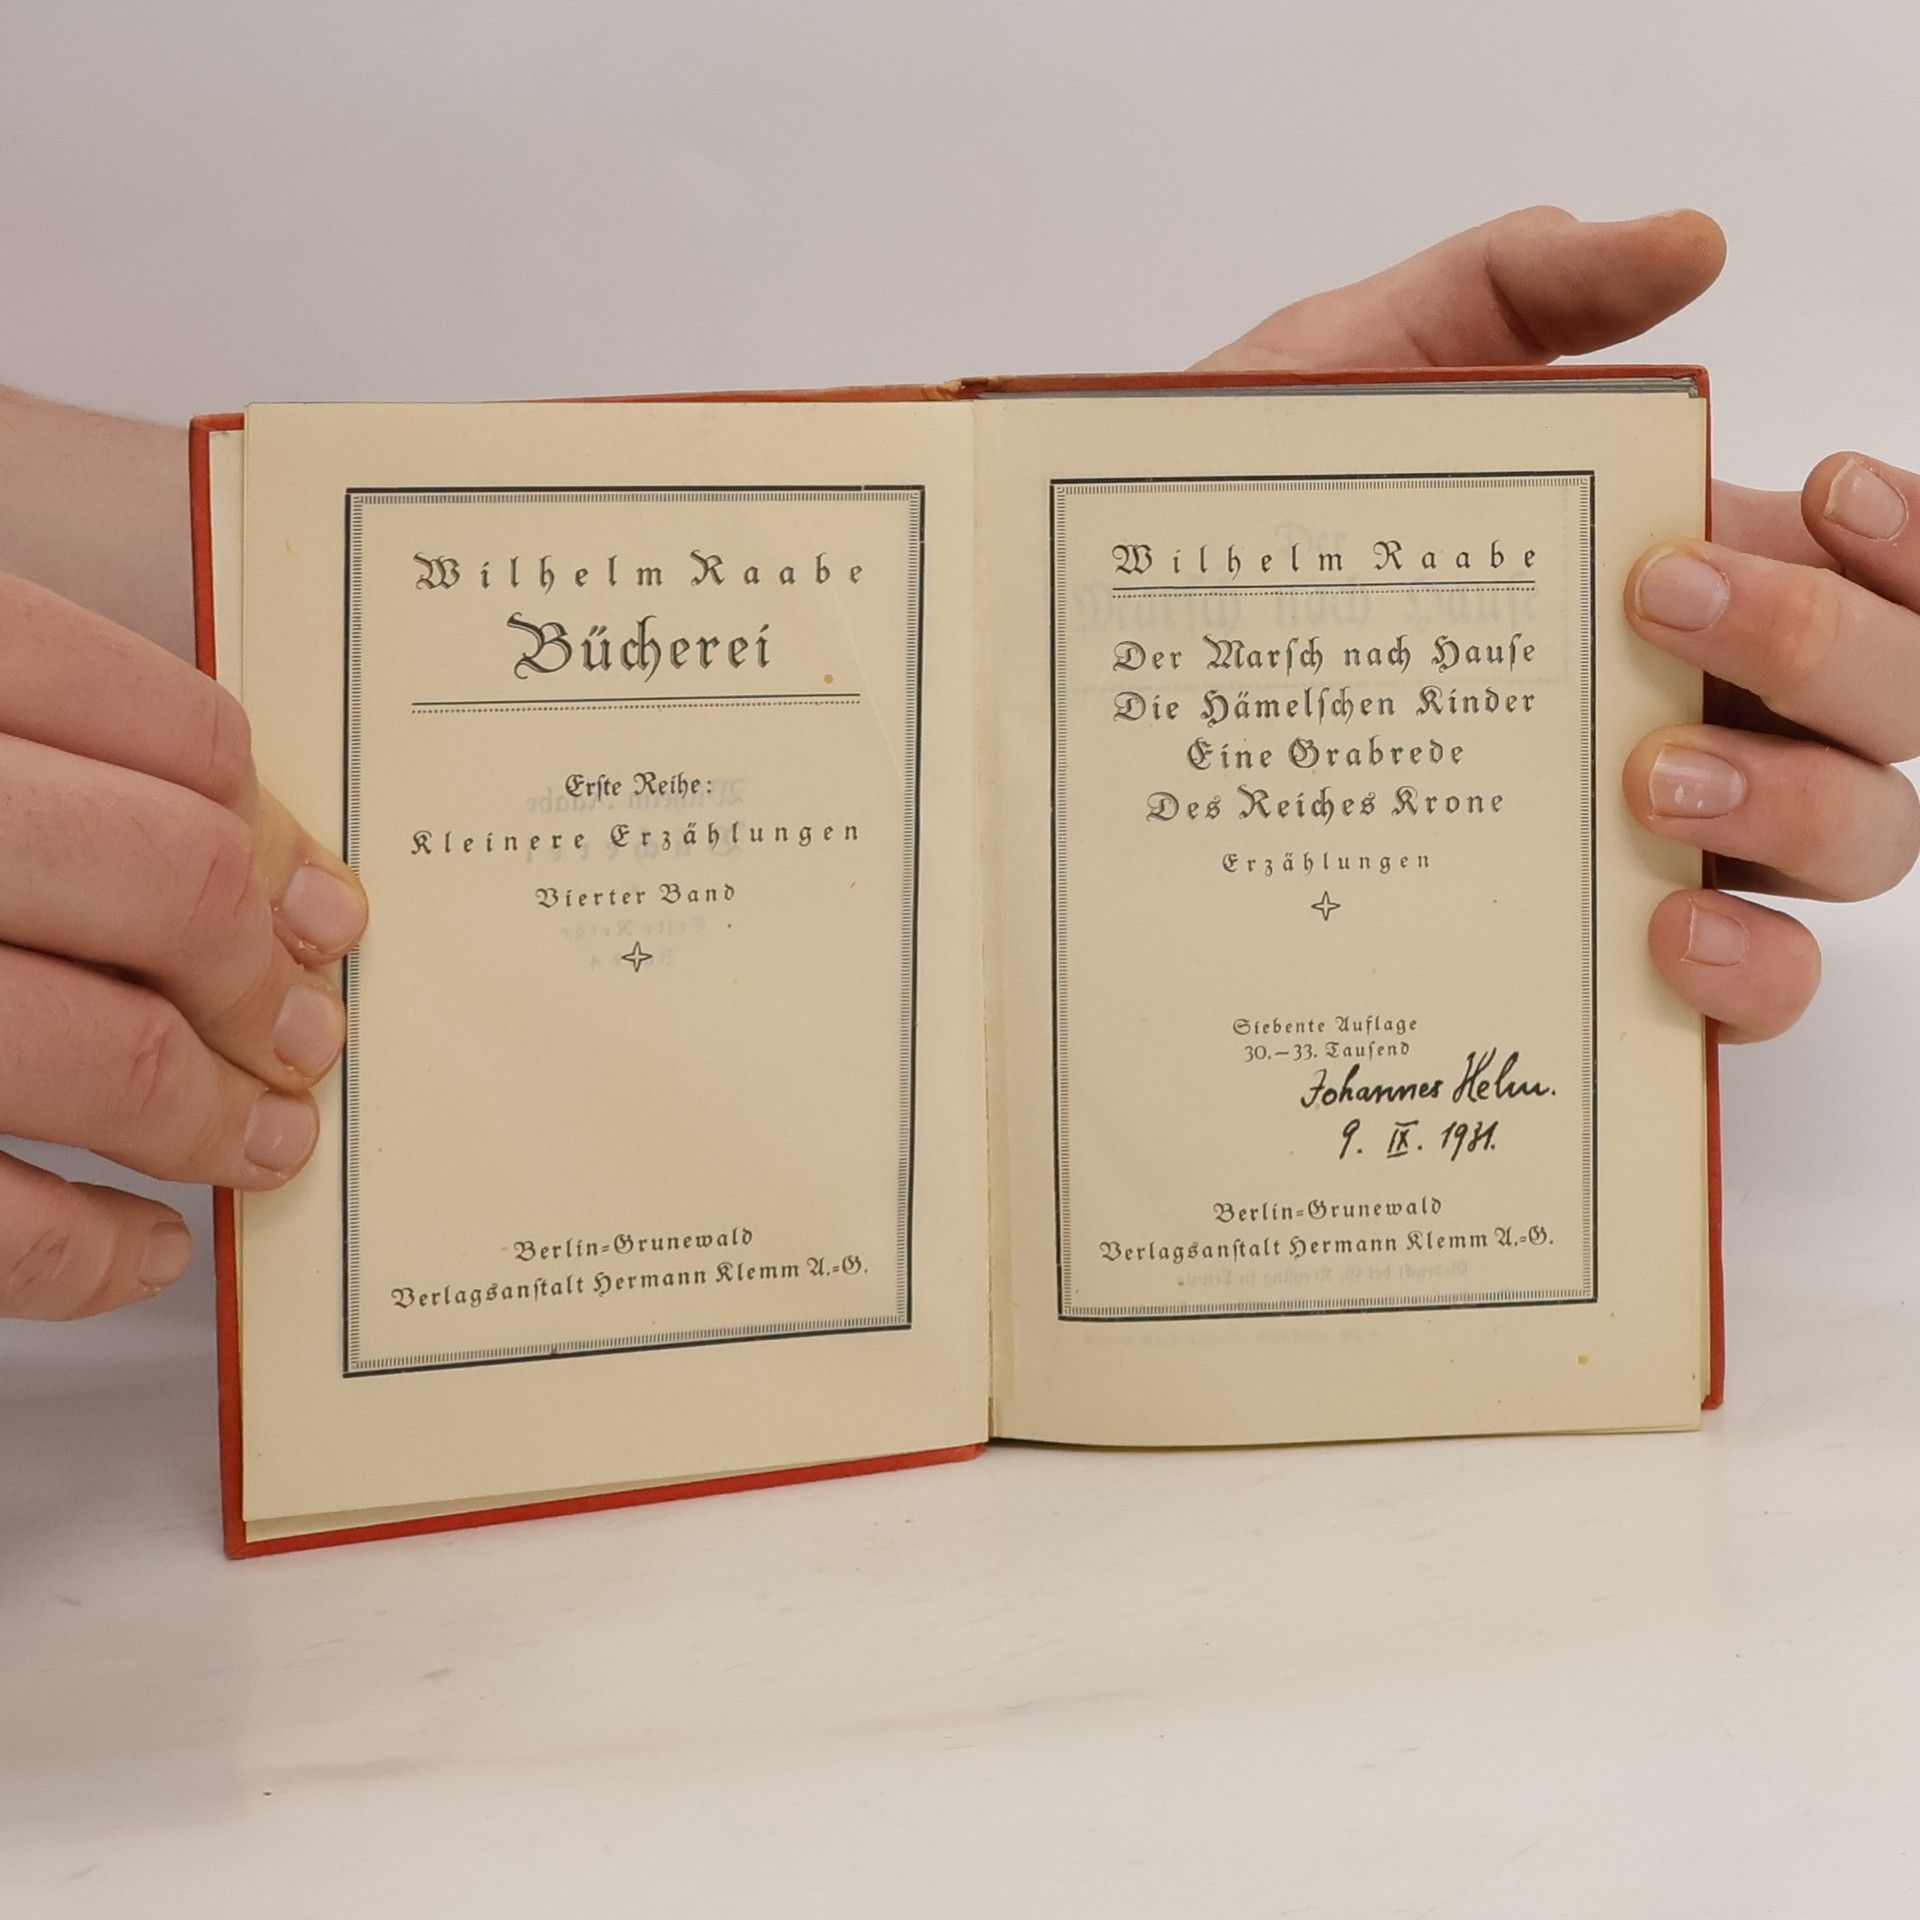 Wilhelm Raabe
Bücherei
Erſte Reihe:
Kleinere Erzählungen
Vierter Band
Berlin=Grunewald
Verlagsanſtalt Hermann Klemm A.=G.
Wilhelm Raabe
Der Marſch nach Hauſe
Die Hämelſchen Kinder
Eine Grabrede
Des Reiches Krone
Erzählungen
Siebente Auflage
30.–33. Tauſend
Johannes Helm.
9. IX. 1931.
Berlin=Grunewald
Verlagsanſtalt Hermann Klemm A.=G.